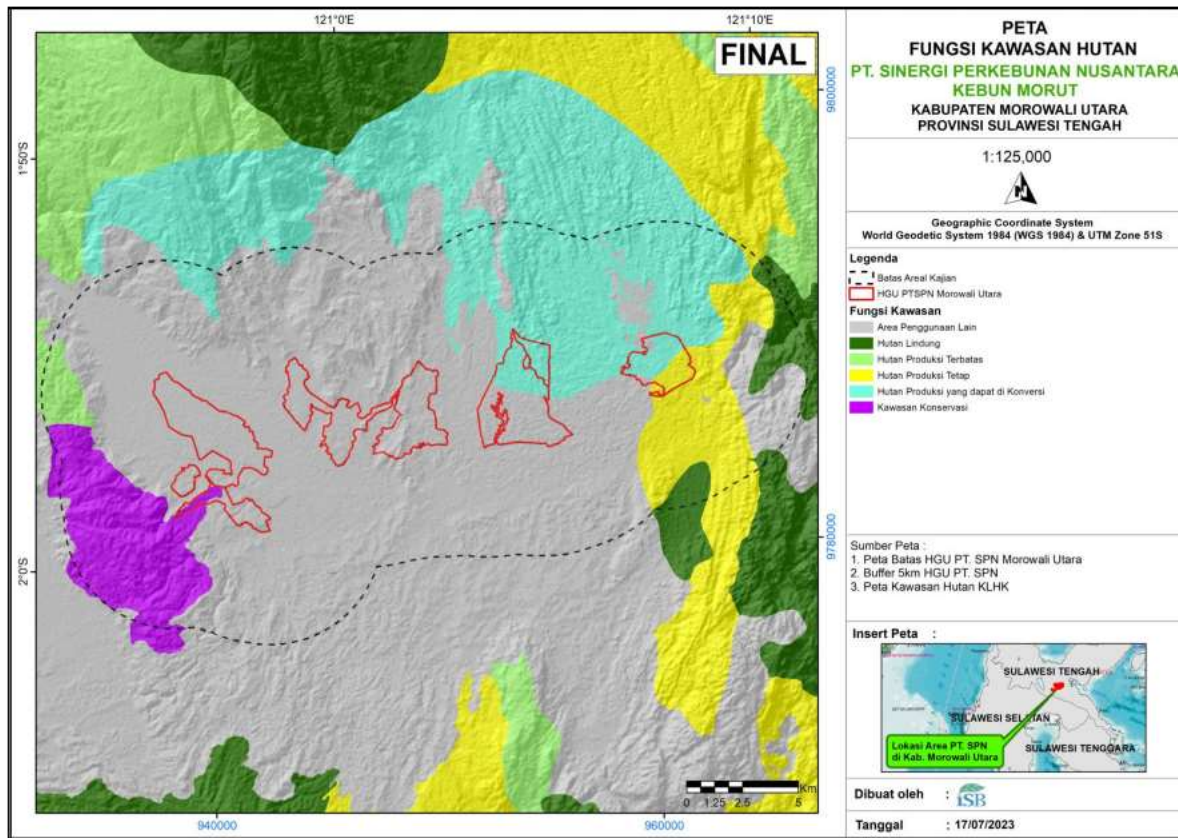 121°0'E
121°10'E
FINAL
9800000
1°50'S
9780000
2°0'S
Km
0 1.25 2.5 5
940000
960000
PETA
FUNGSI KAWASAN HUTAN
PT. SINERGI PERKEBUNAN NUSANTARA
KEBUN MORUT
KABUPATEN MOROWALI UTARA
PROVINSI SULAWESI TENGAH
1:125,000
N
Geographic Coordinate System
World Geodetic System 1984 (WGS 1984) & UTM Zone 51S
Legenda
Batas Areal Kajian
HGU PTSPN Morowali Utara
Fungsi Kawasan
Area Penggunaan Lain
Hutan Lindung
Hutan Produksi Terbatas
Hutan Produksi Tetap
Hutan Produksi yang dapat di Konversi
Kawasan Konservasi
Sumber Peta :
1. Peta Batas HGU PT. SPN Morowali Utara
2. Buffer 5km HGU PT. SPN
3. Peta Kawasan Hutan KLHK
Insert Peta :
SULAWESI TENGAH
SULAWESI SELATAN
SULAWESI TENGGARA
Lokasi Area PT. SPN
di Kab. Morowali Utara
Dibuat oleh : iSB
Tanggal : 17/07/2023